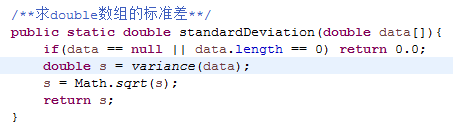 /**求double数组的标准差**/
public static double standardDeviation(double data[]){
if(data == null || data.length == 0) return 0.0;
double s = variance(data);
s = Math.sqrt(s);
return s;
}